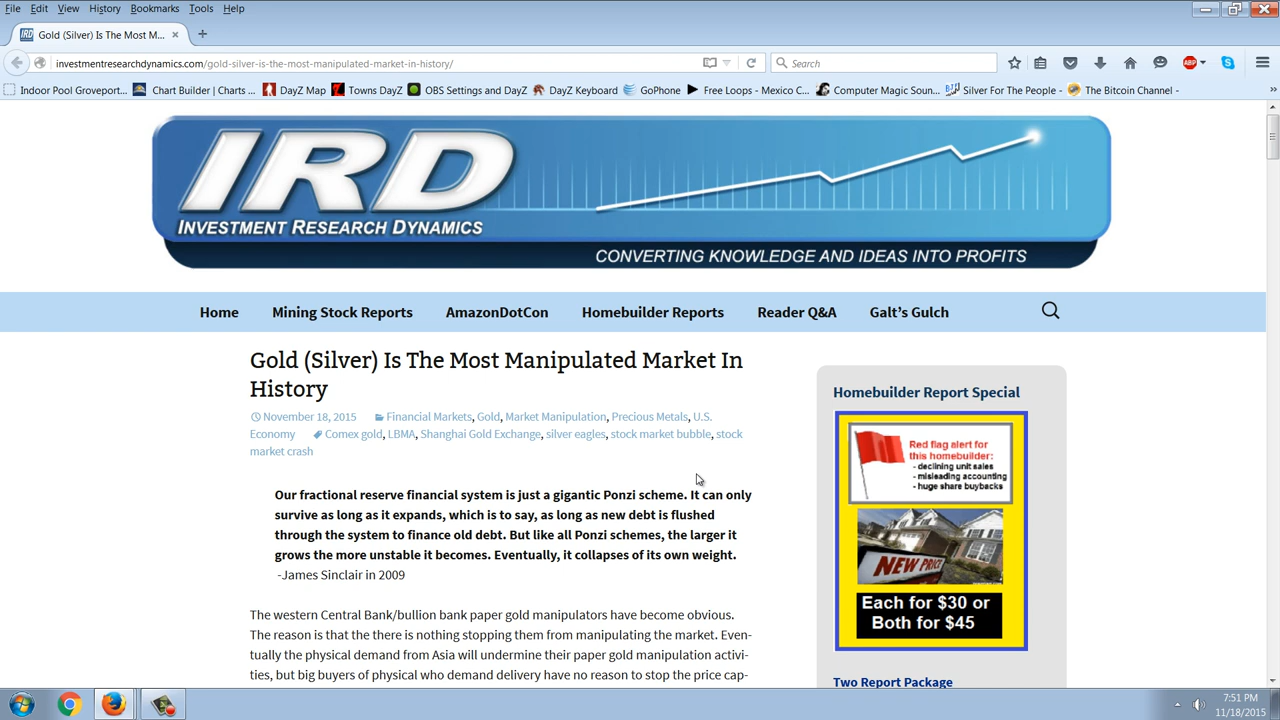 File Edit View History Bookmarks Tools Help
Gold (Silver) Is The Most M...
investmentresearchdynamics.com/gold-silver-is-the-most-manipulated-market-in-history/
Search
ABP
Indoor Pool Groveport... Chart Builder | Charts ... DayZ Map Towns DayZ OBS Settings and DayZ DayZ Keyboard GoPhone Free Loops - Mexico C... Computer Magic Soun... Silver For The People - The Bitcoin Channel -
IRD
INVESTMENT RESEARCH DYNAMICS
CONVERTING KNOWLEDGE AND IDEAS INTO PROFITS
Home Mining Stock Reports AmazonDotCon Homebuilder Reports Reader Q&A Galt's Gulch
Gold (Silver) Is The Most Manipulated Market In
History
November 18, 2015 Financial Markets, Gold, Market Manipulation, Precious Metals, U.S.
Economy Comex gold, LBMA, Shanghai Gold Exchange, silver eagles, stock market bubble, stock
market crash
Our fractional reserve financial system is just a gigantic Ponzi scheme. It can only
survive as long as it expands, which is to say, as long as new debt is flushed
through the system to finance old debt. But like all Ponzi schemes, the larger it
grows the more unstable it becomes. Eventually, it collapses of its own weight.
-James Sinclair in 2009
The western Central Bank/bullion bank paper gold manipulators have become obvious.
The reason is that the there is nothing stopping them from manipulating the market. Even-
tually the physical demand from Asia will undermine their paper gold manipulation activi-
ties, but big buyers of physical who demand delivery have no reason to stop the price cap-
Homebuilder Report Special
Red flag alert for
this homebuilder:
- declining unit sales
- misleading accounting
- huge share buybacks
NEW PRICE
Each for $30 or
Both for $45
Two Report Package
7:51 PM
11/18/2015